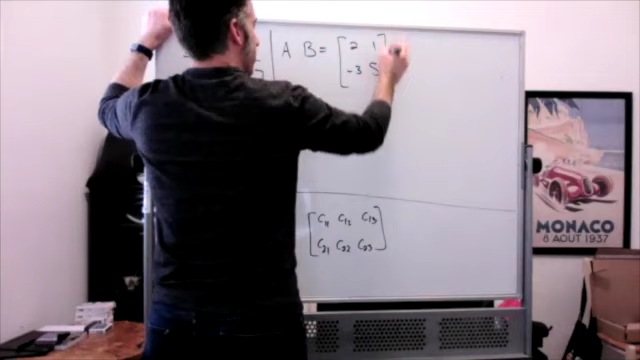 A B = [ 2 1 ]
-3 5
[ C11 C12 C13 ]
C21 C22 C23
MONACO
8 AOUT 1937